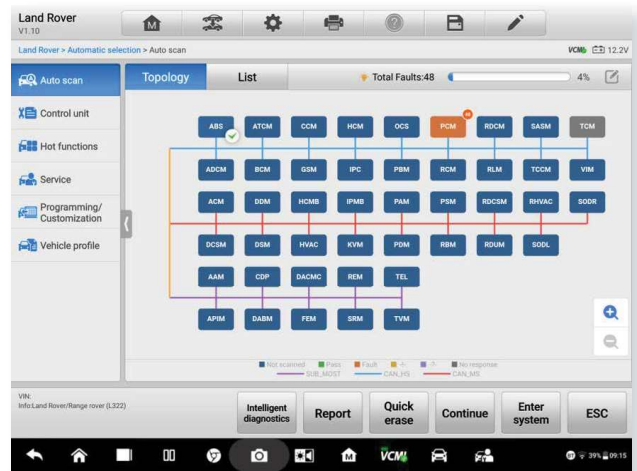 Land Rover
V1.10
Land Rover > Automatic selection > Auto scan
VCMI 12.2V
Auto scan
Topology
List
Total Faults:48
4%
Control unit
Hot functions
Service
Programming/
Customization
Vehicle profile
48
ABS ATCM CCM HCM OCS PCM RDCM SASM TCM
ADCM BCM GSM IPC PBM RCM RLM TCCM VIM
ACM DDM HCMB IPMB PAM PSM RDCSM RHVAC SODR
DCSM DSM HVAC KVM PDM RBM RDUM SODL
AAM CDP DACMC REM TEL
APIM DABM FEM SRM TVM
Not scanned Pass Fault -/- -?- No response
SUB_MOST CAN_HS CAN_MS
VIN:
Info:Land Rover/Range rover (L322)
Intelligent
diagnostics
Report
Quick
erase
Continue
Enter
system
ESC
VCMI
39% 09:15